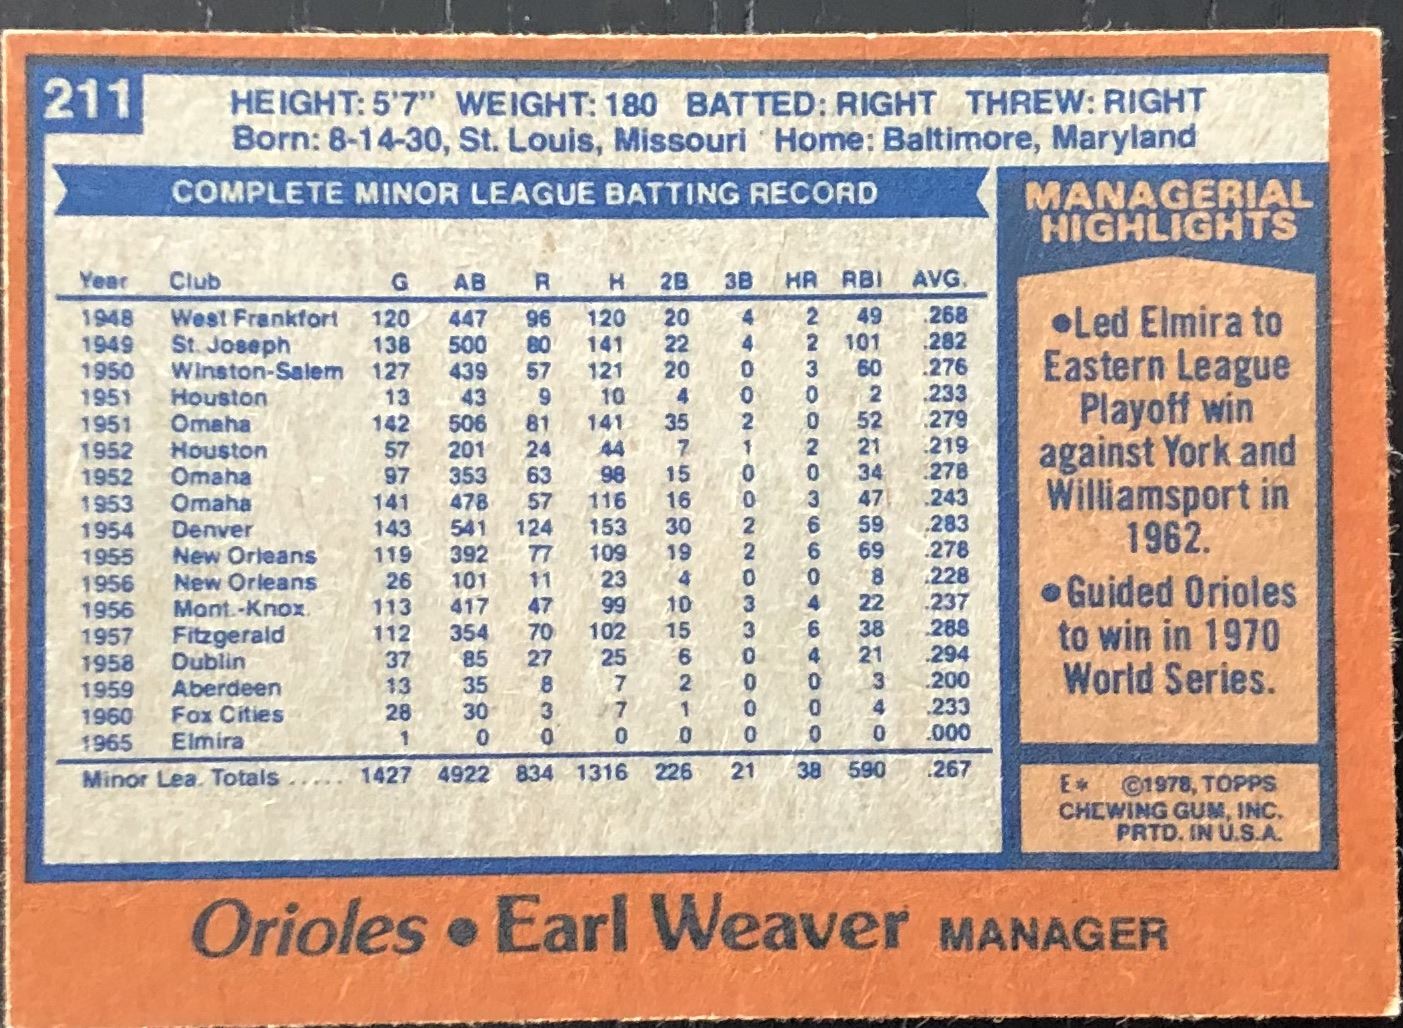 211
HEIGHT: 5'7" WEIGHT: 180 BATTED: RIGHT THREW: RIGHT
Born: 8-14-30, St. Louis, Missouri Home: Baltimore, Maryland
COMPLETE MINOR LEAGUE BATTING RECORD
Year Club G AB R H 2B 3B HR RBI AVG.
1948 West Frankfort 120 447 96 120 20 4 2 49 .268
1949 St. Joseph 138 500 80 141 22 4 2 101 .282
1950 Winston-Salem 127 439 57 121 20 0 3 60 .276
1951 Houston 13 43 9 10 4 0 0 2 .233
1951 Omaha 142 506 81 141 35 2 0 52 .279
1952 Houston 57 201 24 44 7 1 2 21 .219
1952 Omaha 97 353 63 98 15 0 0 34 .278
1953 Omaha 141 478 57 116 16 0 3 47 .243
1954 Denver 143 541 124 153 30 2 6 59 .283
1955 New Orleans 119 392 77 109 19 2 6 69 .278
1956 New Orleans 26 101 11 23 4 0 0 8 .228
1956 Mont.-Knox. 113 417 47 99 10 3 4 22 .237
1957 Fitzgerald 112 354 70 102 15 3 6 38 .288
1958 Dublin 37 85 27 25 6 0 4 21 .294
1959 Aberdeen 13 35 8 7 2 0 0 3 .200
1960 Fox Cities 28 30 3 7 1 0 0 4 .233
1965 Elmira 1 0 0 0 0 0 0 0 .000
Minor Lea. Totals ..... 1427 4922 834 1316 226 21 38 590 .267
MANAGERIAL
HIGHLIGHTS
•Led Elmira to
Eastern League
Playoff win
against York and
Williamsport in
1962.
•Guided Orioles
to win in 1970
World Series.
E* ©1978, TOPPS
CHEWING GUM, INC.
PRTD. IN U.S.A.
Orioles • Earl Weaver MANAGER